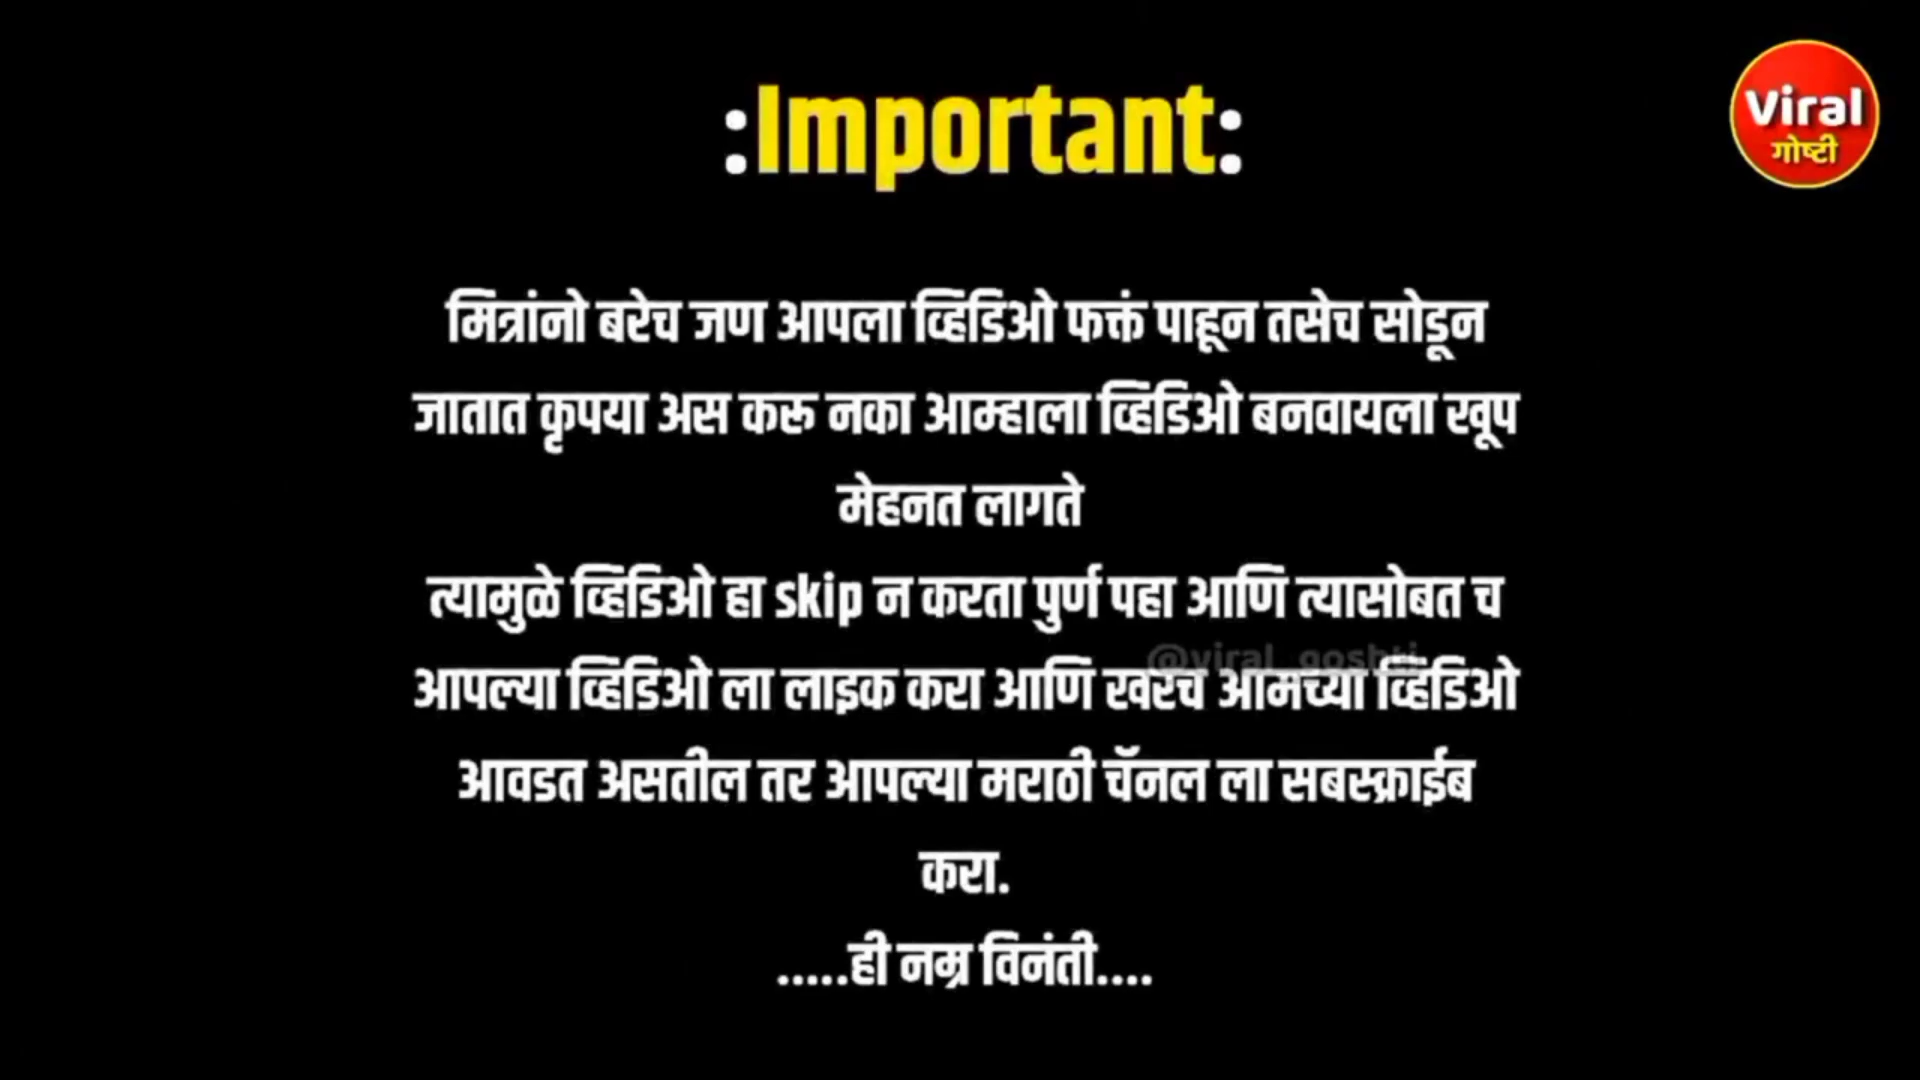 :Important:
Viral
गोष्टी
मित्रांनो बरेच जण आपला व्हिडिओ फक्तं पाहून तसेच सोडून
जातात कृपया अस करू नका आम्हाला व्हिडिओ बनवायला खूप
मेहनत लागते
त्यामुळे व्हिडिओ हा skip न करता पुर्ण पहा आणि त्यासोबत च
@viral_goshti
आपल्या व्हिडिओ ला लाइक करा आणि खरच आमच्या व्हिडिओ
आवडत असतील तर आपल्या मराठी चॅनल ला सबस्क्राईब
करा.
.....ही नम्र विनंती....